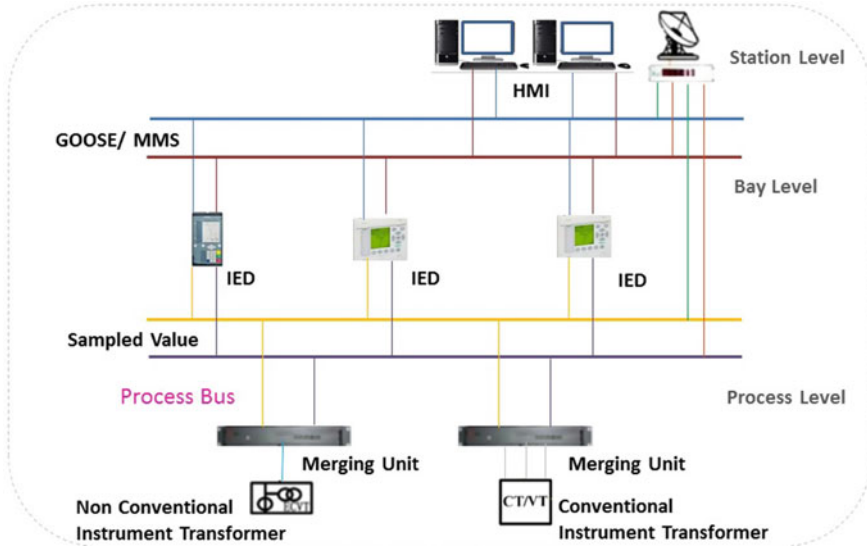 Station Level
HMI
GOOSE/ MMS
Bay Level
IED
IED
IED
Sampled Value
Process Bus
Process Level
Merging Unit
Merging Unit
Non Conventional
Instrument Transformer
ECVT
CT/VT
Conventional
Instrument Transformer